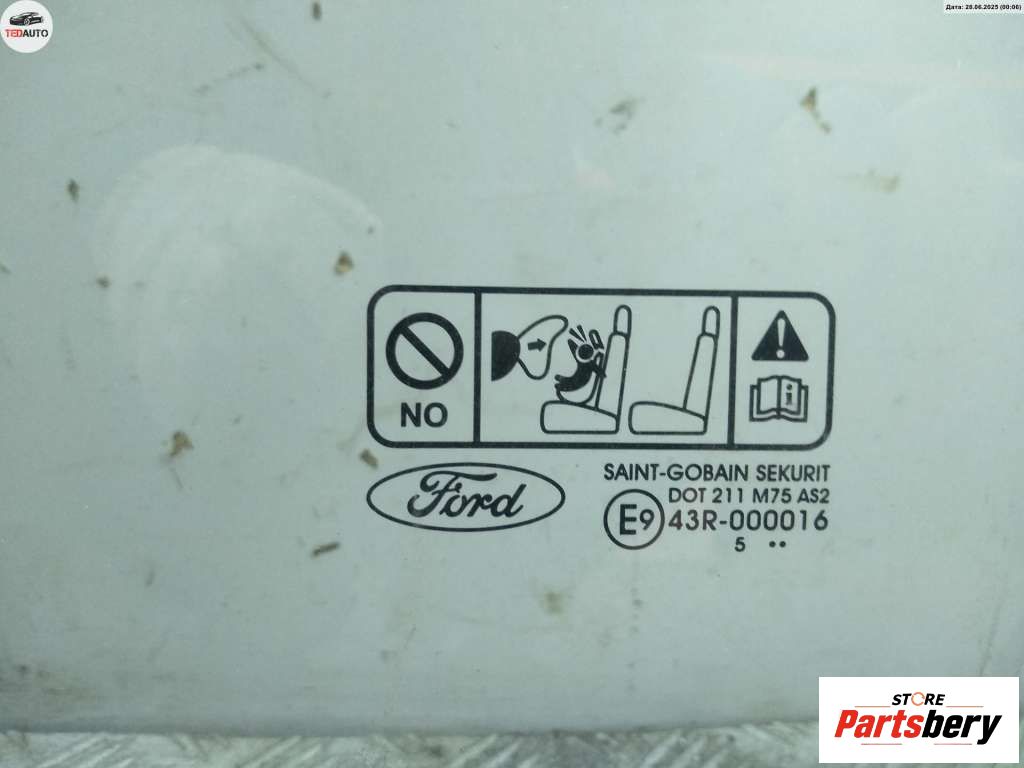 TEDAUTO
Дата: 28.06.2025 (00:06)
NO
Ford
SAINT-GOBAIN SEKURIT
DOT 211 M75 AS2
E9 43R-000016
5 ••
STORE
Partsbery